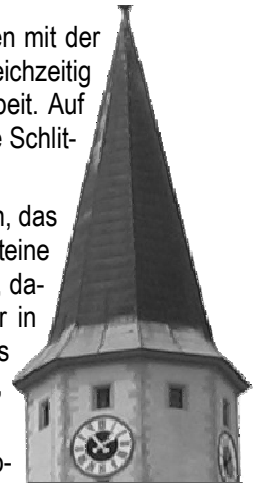 en mit der
eichzeitig
beit. Auf
e Schlit-
n, das
teine
da-
r in
s
-